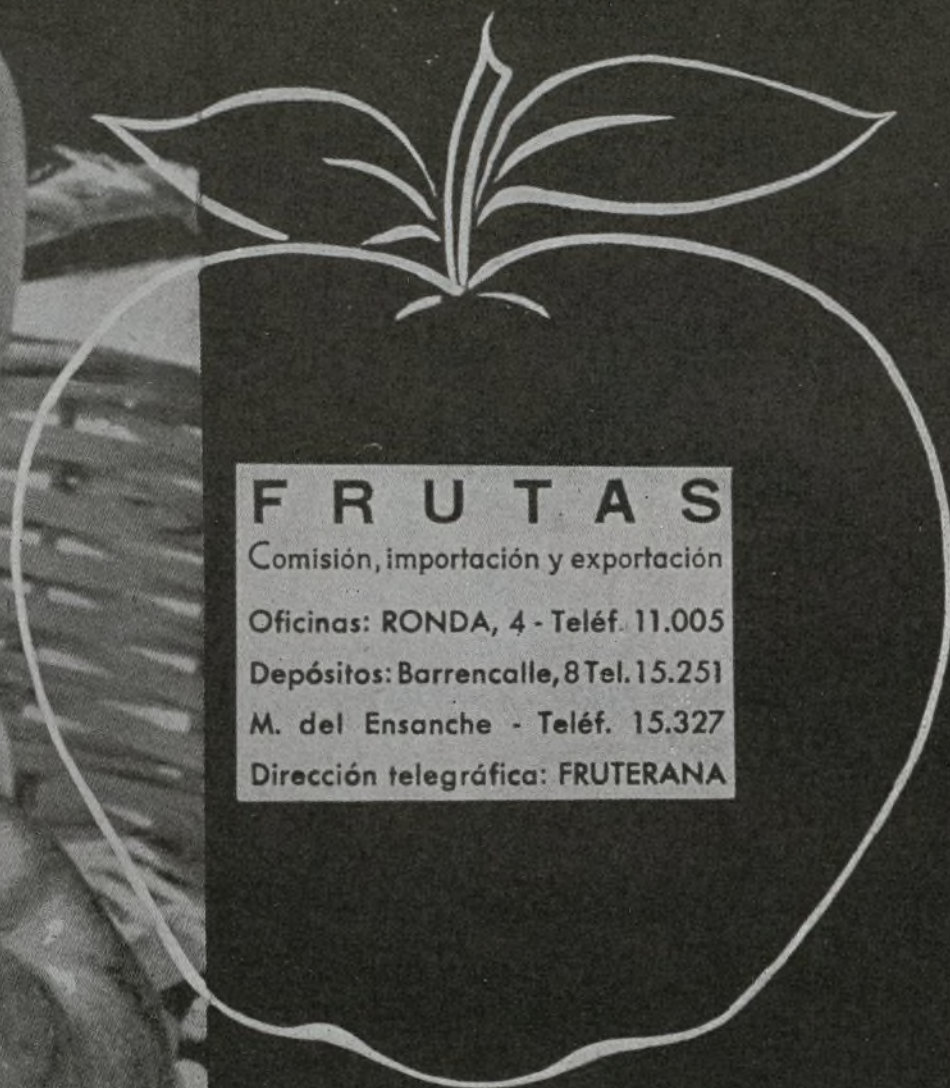 FRUTAS
Comisión, importación y exportación
Oficinas: RONDA, 4 - Teléf. 11.005
Depósitos: Barrencalle, 8 Tel. 15.251
M. del Ensanche - Teléf. 15.327
Dirección telegráfica: FRUTERANA